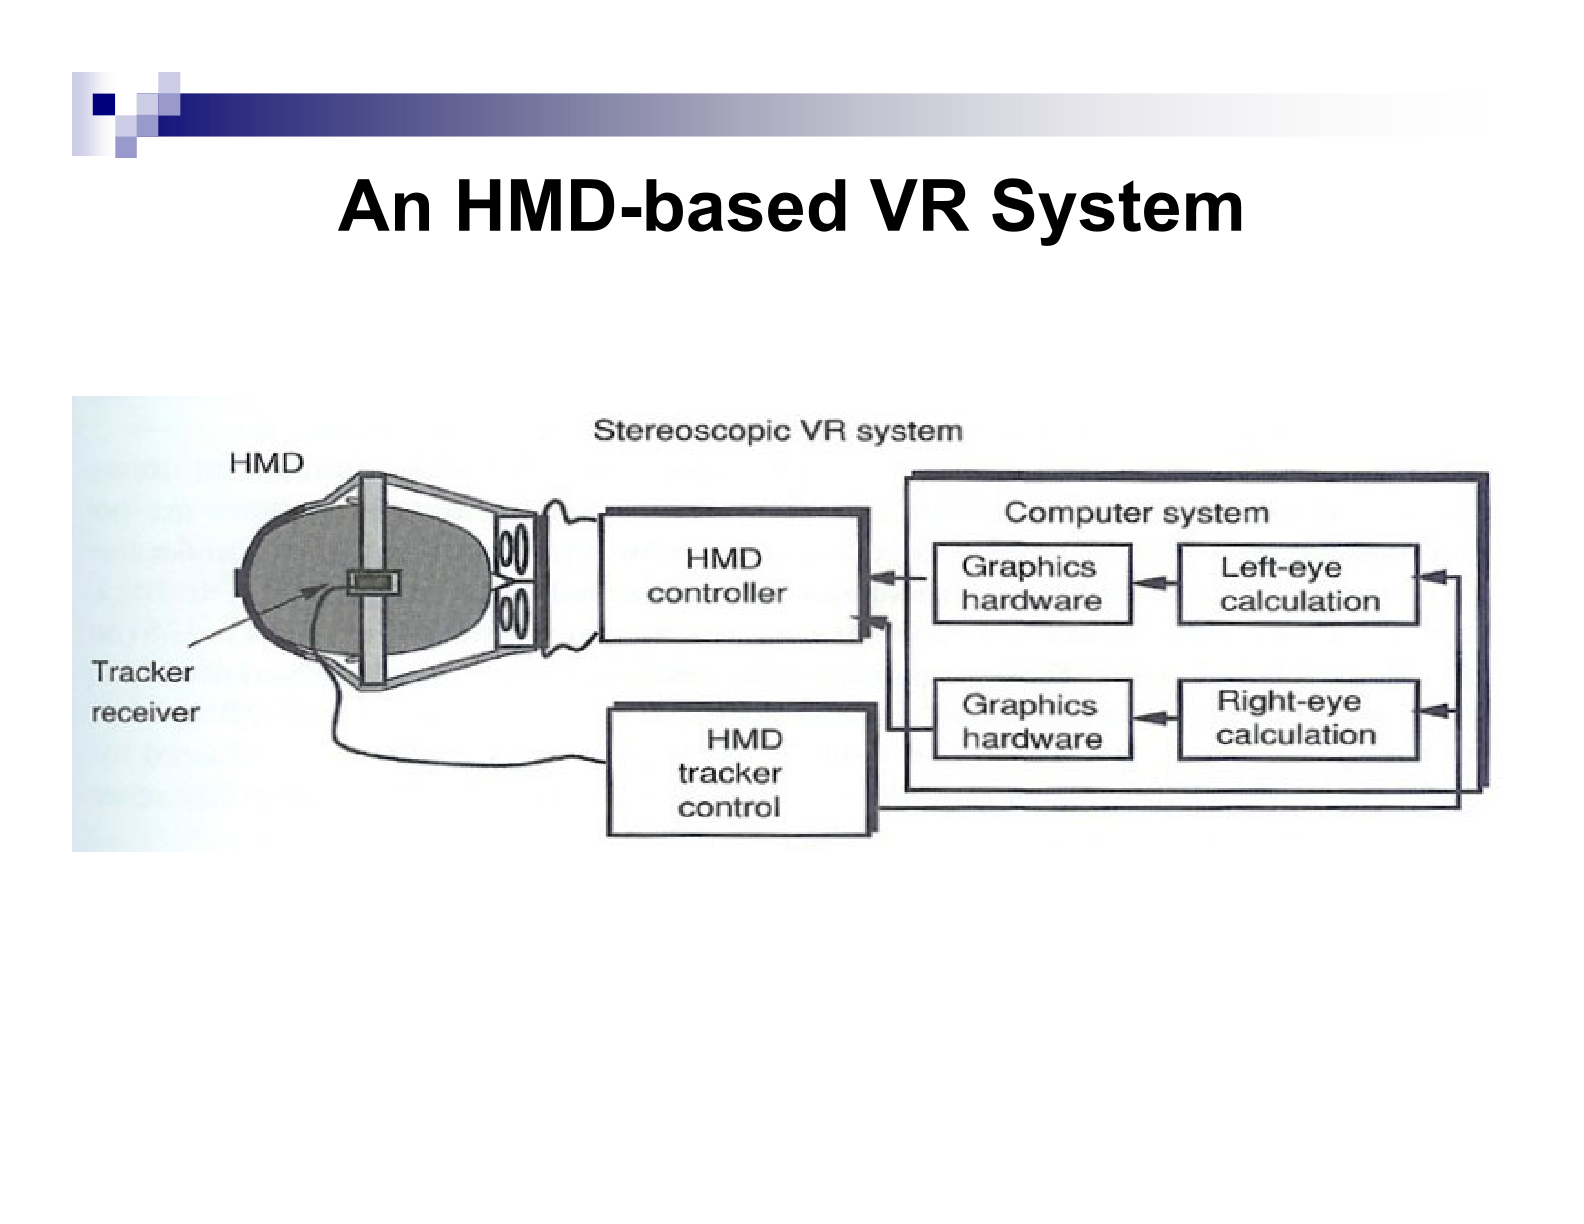 An HMD-based VR System
Stereoscopic VR system
HMD
Tracker
receiver
HMD
controller
HMD
tracker
control
Computer system
Graphics
hardware
Left-eye
calculation
Graphics
hardware
Right-eye
calculation